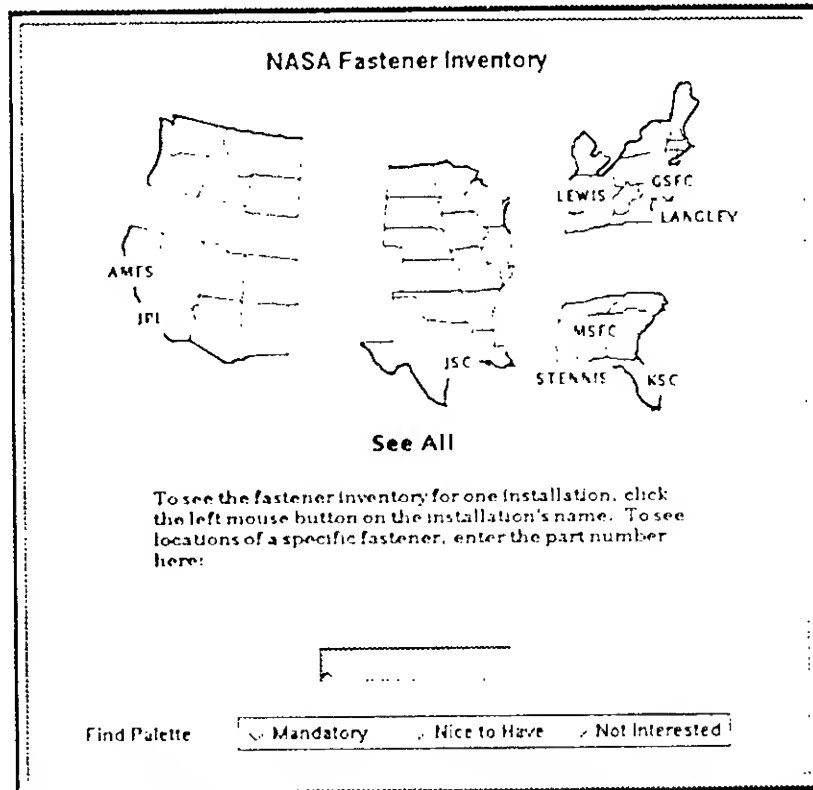 NASA Fastener Inventory
LEWIS
GSFC
LANGLEY
AMES
JPL
MSFC
JSC
STENNIS
KSC
See All
To see the fastener inventory for one installation, click
the left mouse button on the installation's name. To see
locations of a specific fastener, enter the part number
here:
Find Palette
Mandatory
Nice to Have
Not Interested